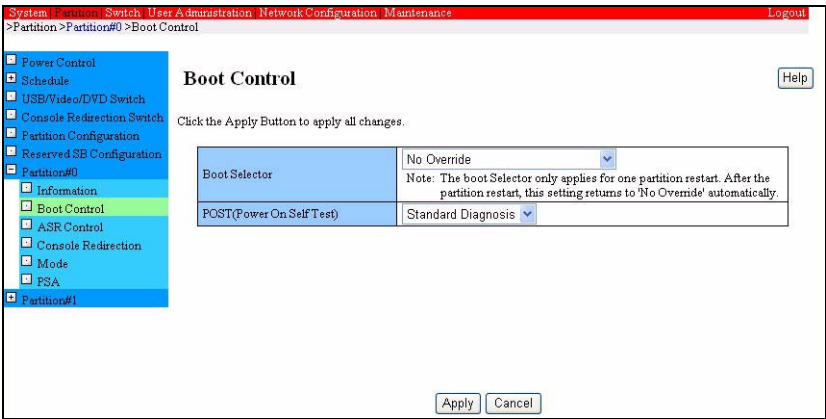 System | Partition | Switch | User Administration | Network Configuration | Maintenance Logout
>Partition >Partition#0 >Boot Control
Power Control
Schedule
USB/Video/DVD Switch
Console Redirection Switch
Partition Configuration
Reserved SB Configuration
Partition#0
Information
Boot Control
ASR Control
Console Redirection
Mode
PSA
Partition#1
Boot Control
Help
Click the Apply Button to apply all changes.
Boot Selector
No Override
Note: The boot Selector only applies for one partition restart. After the
partition restart, this setting returns to 'No Override' automatically.
POST(Power On Self Test)
Standard Diagnosis
Apply Cancel